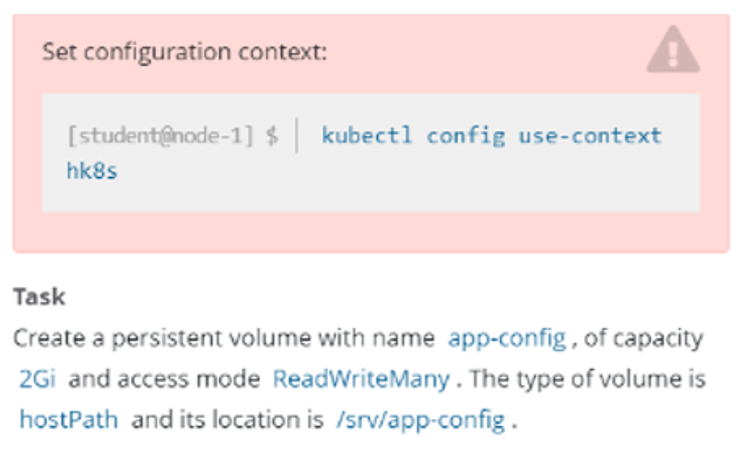 Set configuration context:
[student@node-1] $ | kubectl config use-context
hk8s
Task
Create a persistent volume with name app-config , of capacity
2Gi and access mode ReadWriteMany . The type of volume is
hostPath and its location is /srv/app-config .